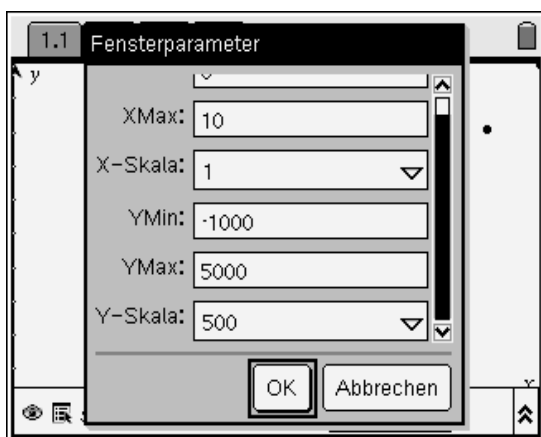 1.1 Fensterparameter
y
XMax: 10
X-Skala: 1
YMin: -1000
YMax: 5000
Y-Skala: 500
x
OK Abbrechen